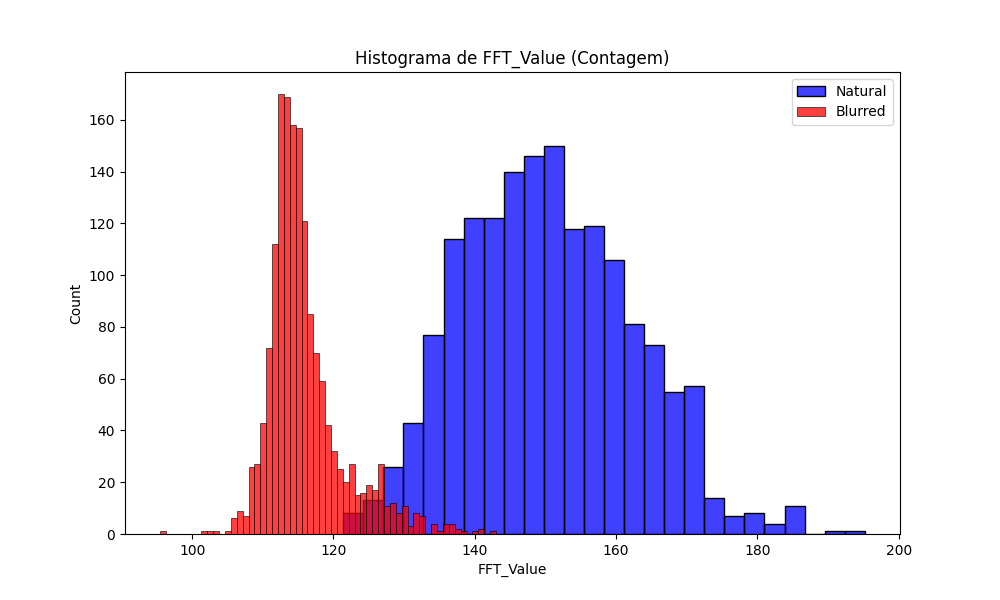 Histograma de FFT_Value (Contagem)
Natural
Blurred
160
140
120
100
80
60
40
20
0
Count
100 120 140 160 180 200
FFT_Value